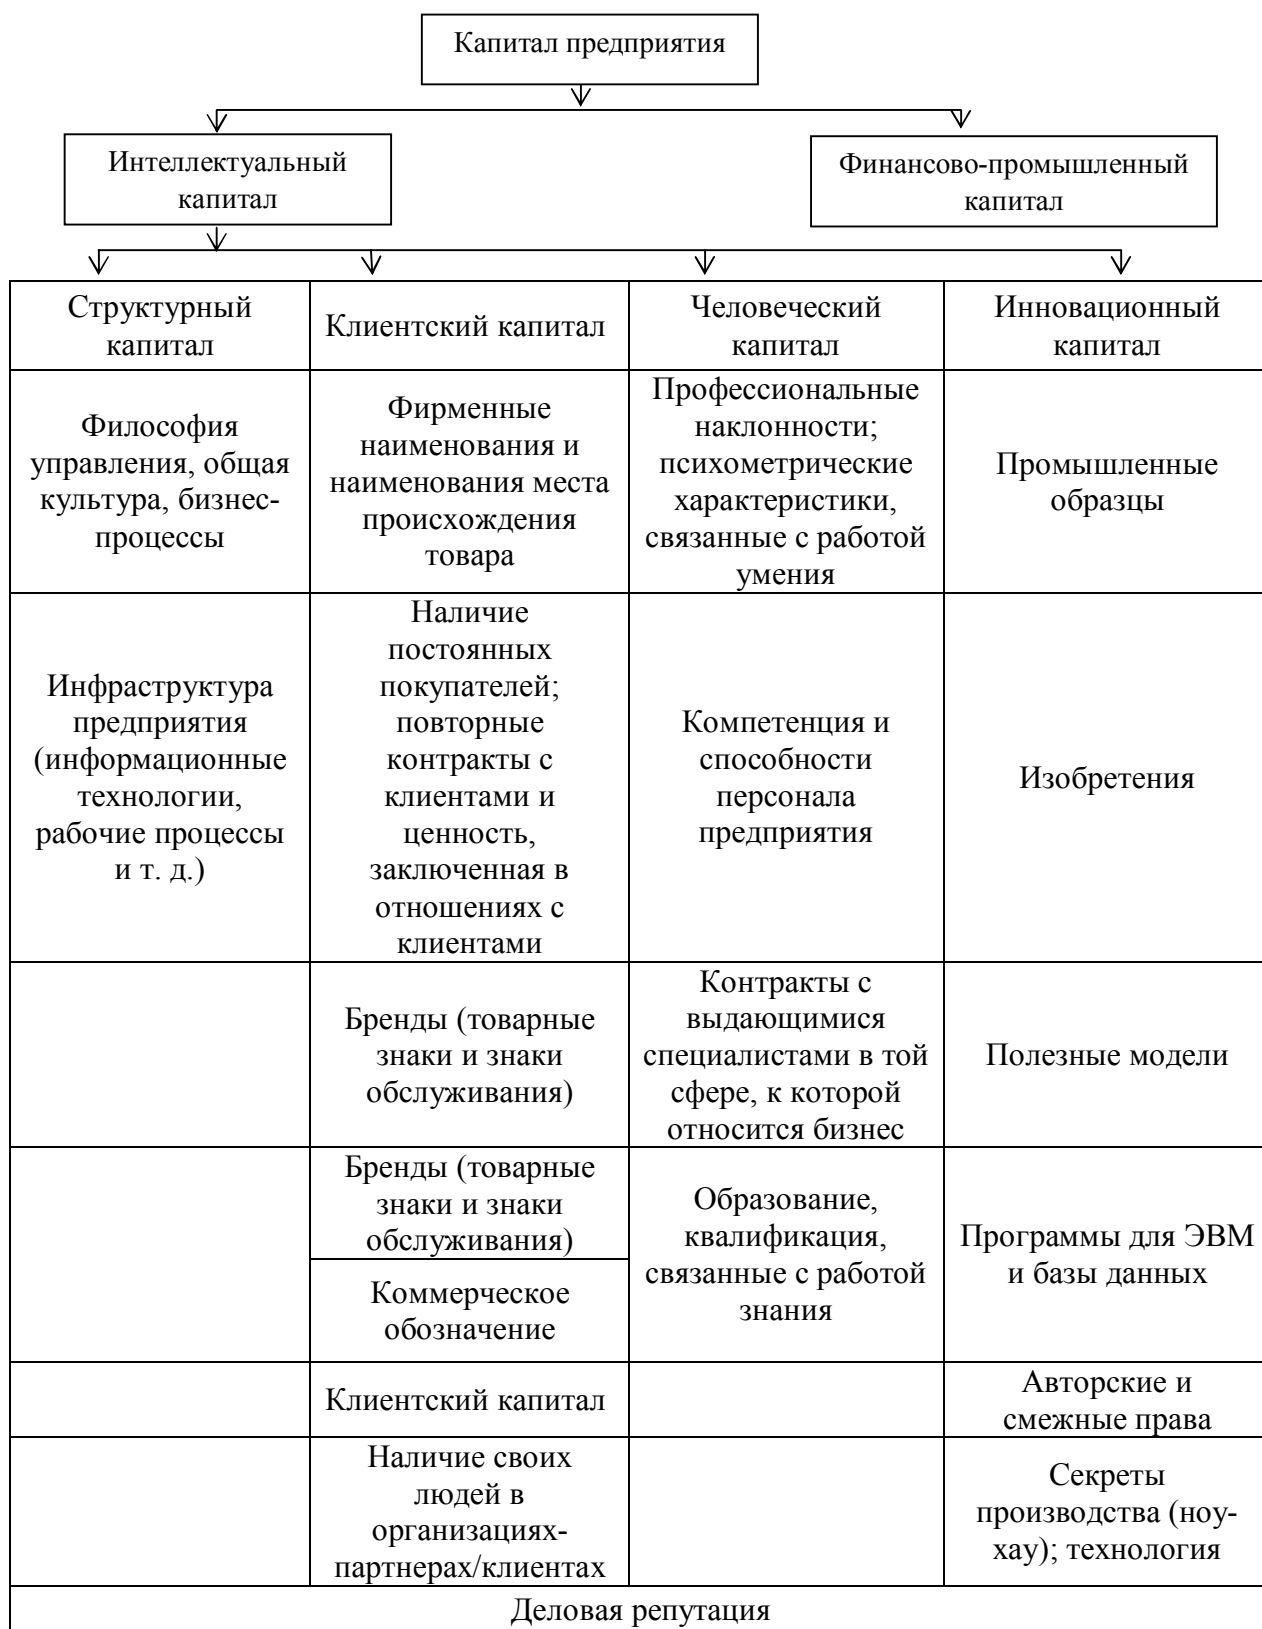 Капитал предприятия
Интеллектуальный
капитал
Финансово-промышленный
капитал
Структурный
капитал
Клиентский капитал
Человеческий
капитал
Инновационный
капитал
Философия
управления, общая
культура, бизнес-
процессы
Фирменные
наименования и
наименования места
происхождения
товара
Профессиональные
наклонности;
психометрические
характеристики,
связанные с работой
умения
Промышленные
образцы
Инфраструктура
предприятия
(информационные
технологии,
рабочие процессы
и т. д.)
Наличие
постоянных
покупателей;
повторные
контракты с
клиентами и
ценность,
заключенная в
отношениях с
клиентами
Компетенция и
способности
персонала
предприятия
Изобретения
Бренды (товарные
знаки и знаки
обслуживания)
Контракты с
выдающимися
специалистами в той
сфере, к которой
относится бизнес
Полезные модели
Бренды (товарные
знаки и знаки
обслуживания)
Коммерческое
обозначение
Образование,
квалификация,
связанные с работой
знания
Программы для ЭВМ
и базы данных
Клиентский капитал
Авторские и
смежные права
Наличие своих
людей в
организациях-
партнерах/клиентах
Секреты
производства (ноу-
хау); технология
Деловая репутация